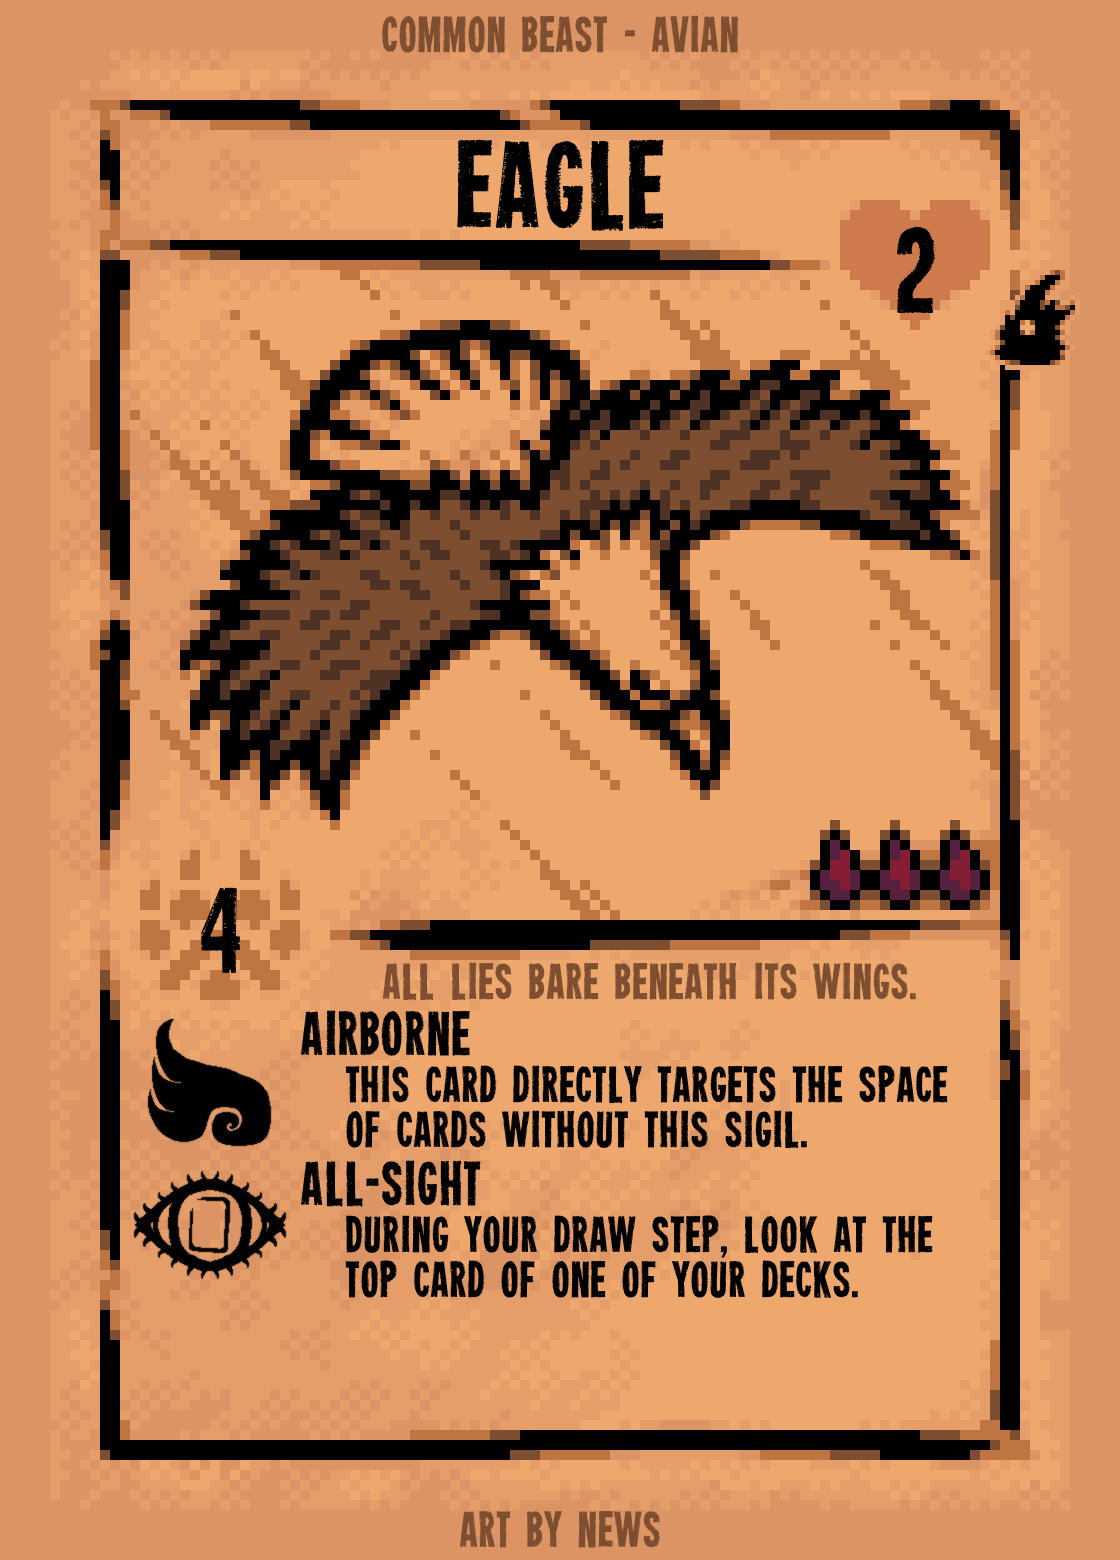 COMMON BEAST - AVIAN
EAGLE
2
4
ALL LIES BARE BENEATH ITS WINGS.
AIRBORNE
THIS CARD DIRECTLY TARGETS THE SPACE
OF CARDS WITHOUT THIS SIGIL.
ALL-SIGHT
DURING YOUR DRAW STEP, LOOK AT THE
TOP CARD OF ONE OF YOUR DECKS.
ART BY NEWS